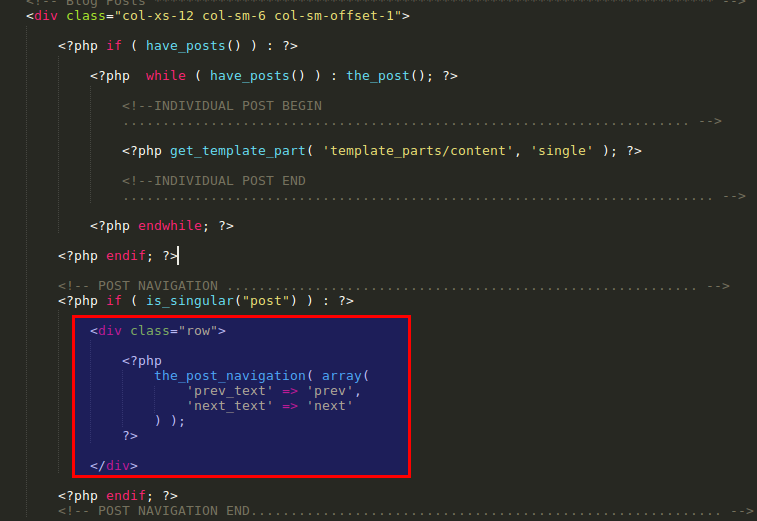 <!-- Blog Posts -->
<div class="col-xs-12 col-sm-6 col-sm-offset-1">
<?php if ( have_posts() ) : ?>
<?php  while ( have_posts() ) : the_post(); ?>
<!--INDIVIDUAL POST BEGIN
....................................................................... -->
<?php get_template_part( 'template_parts/content', 'single' ); ?>
<!--INDIVIDUAL POST END
.......................................................................... -->
<?php endwhile; ?>
<?php endif; ?>
<!-- POST NAVIGATION ........................................................... -->
<?php if ( is_singular("post") ) : ?>
<div class="row">
<?php
the_post_navigation( array(
'prev_text' => 'prev',
'next_text' => 'next'
) );
?>
</div>
<?php endif; ?>
<!-- POST NAVIGATION END........................................................... -->